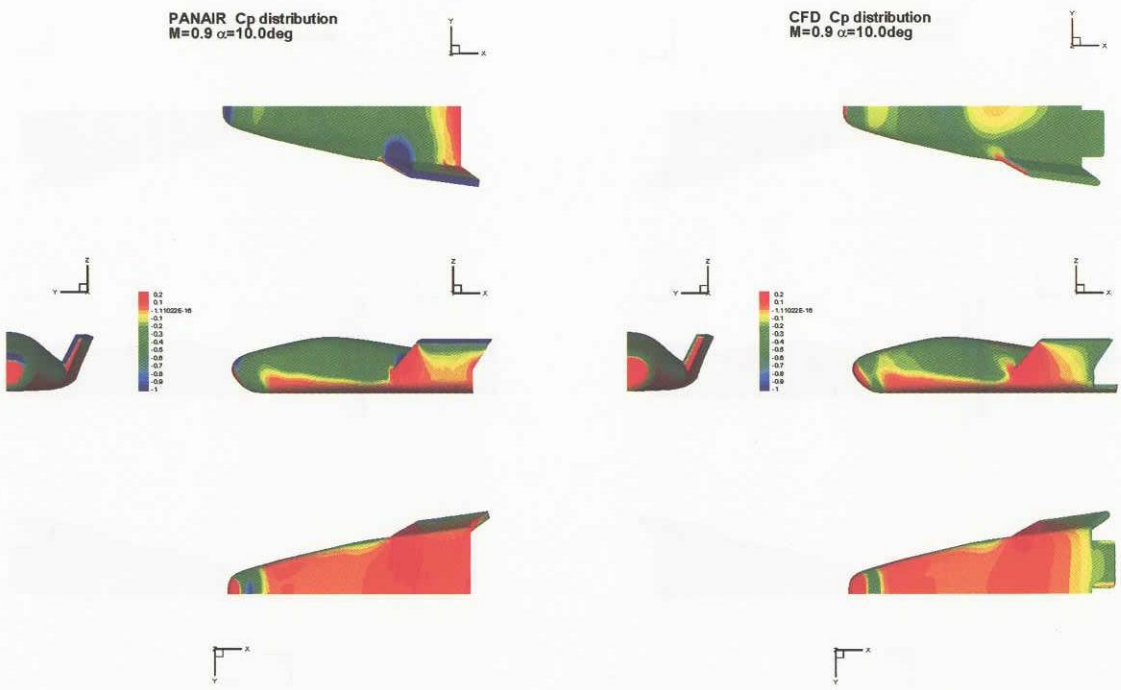 PANAIR Cp distribution
M=0.9 α=10.0deg
Y
Z
X
Z
Y
X
Z
Y
X
0.2
0.1
-1.11022E-16
-0.1
-0.2
-0.3
-0.4
-0.5
-0.6
-0.7
-0.8
-0.9
-1
Z
X
Y
CFD Cp distribution
M=0.9 α=10.0deg
Y
Z
X
Z
Y
X
Z
Y
X
0.2
0.1
-1.11022E-16
-0.1
-0.2
-0.3
-0.4
-0.5
-0.6
-0.7
-0.8
-0.9
-1
Z
X
Y